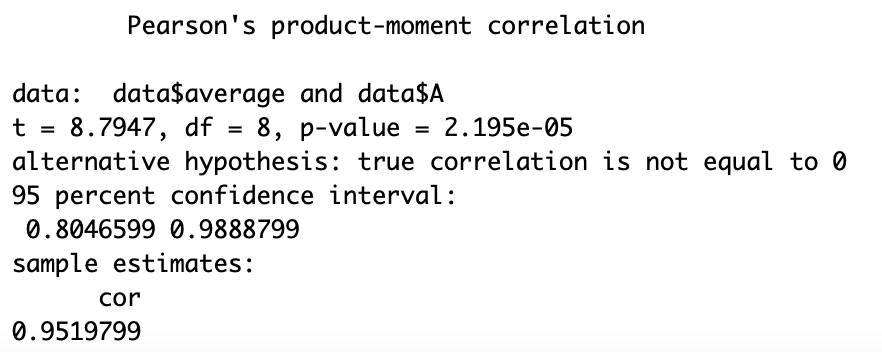 Pearson's product-moment correlation
data:  data$average and data$A
t = 8.7947, df = 8, p-value = 2.195e-05
alternative hypothesis: true correlation is not equal to 0
95 percent confidence interval:
0.8046599 0.9888799
sample estimates:
cor
0.9519799